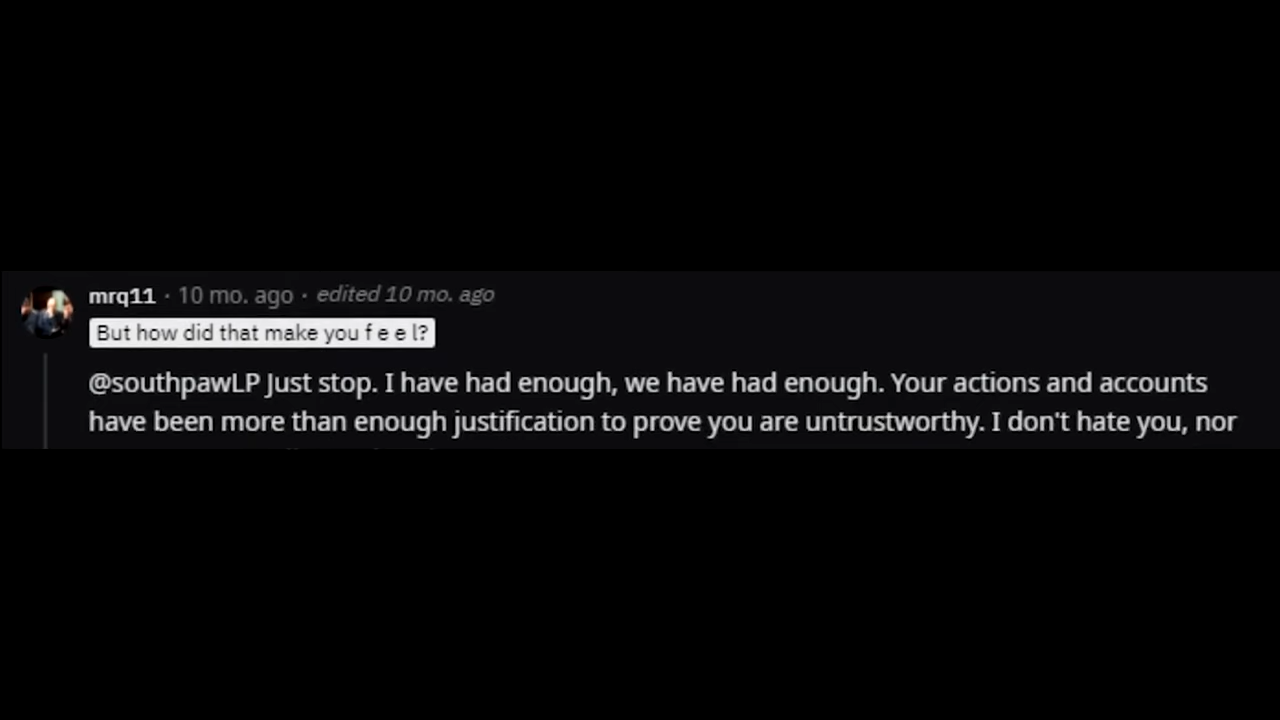 mrq11 · 10 mo. ago · edited 10 mo. ago
But how did that make you f e e l?
@southpawLP Just stop. I have had enough, we have had enough. Your actions and accounts
have been more than enough justification to prove you are untrustworthy. I don't hate you, nor